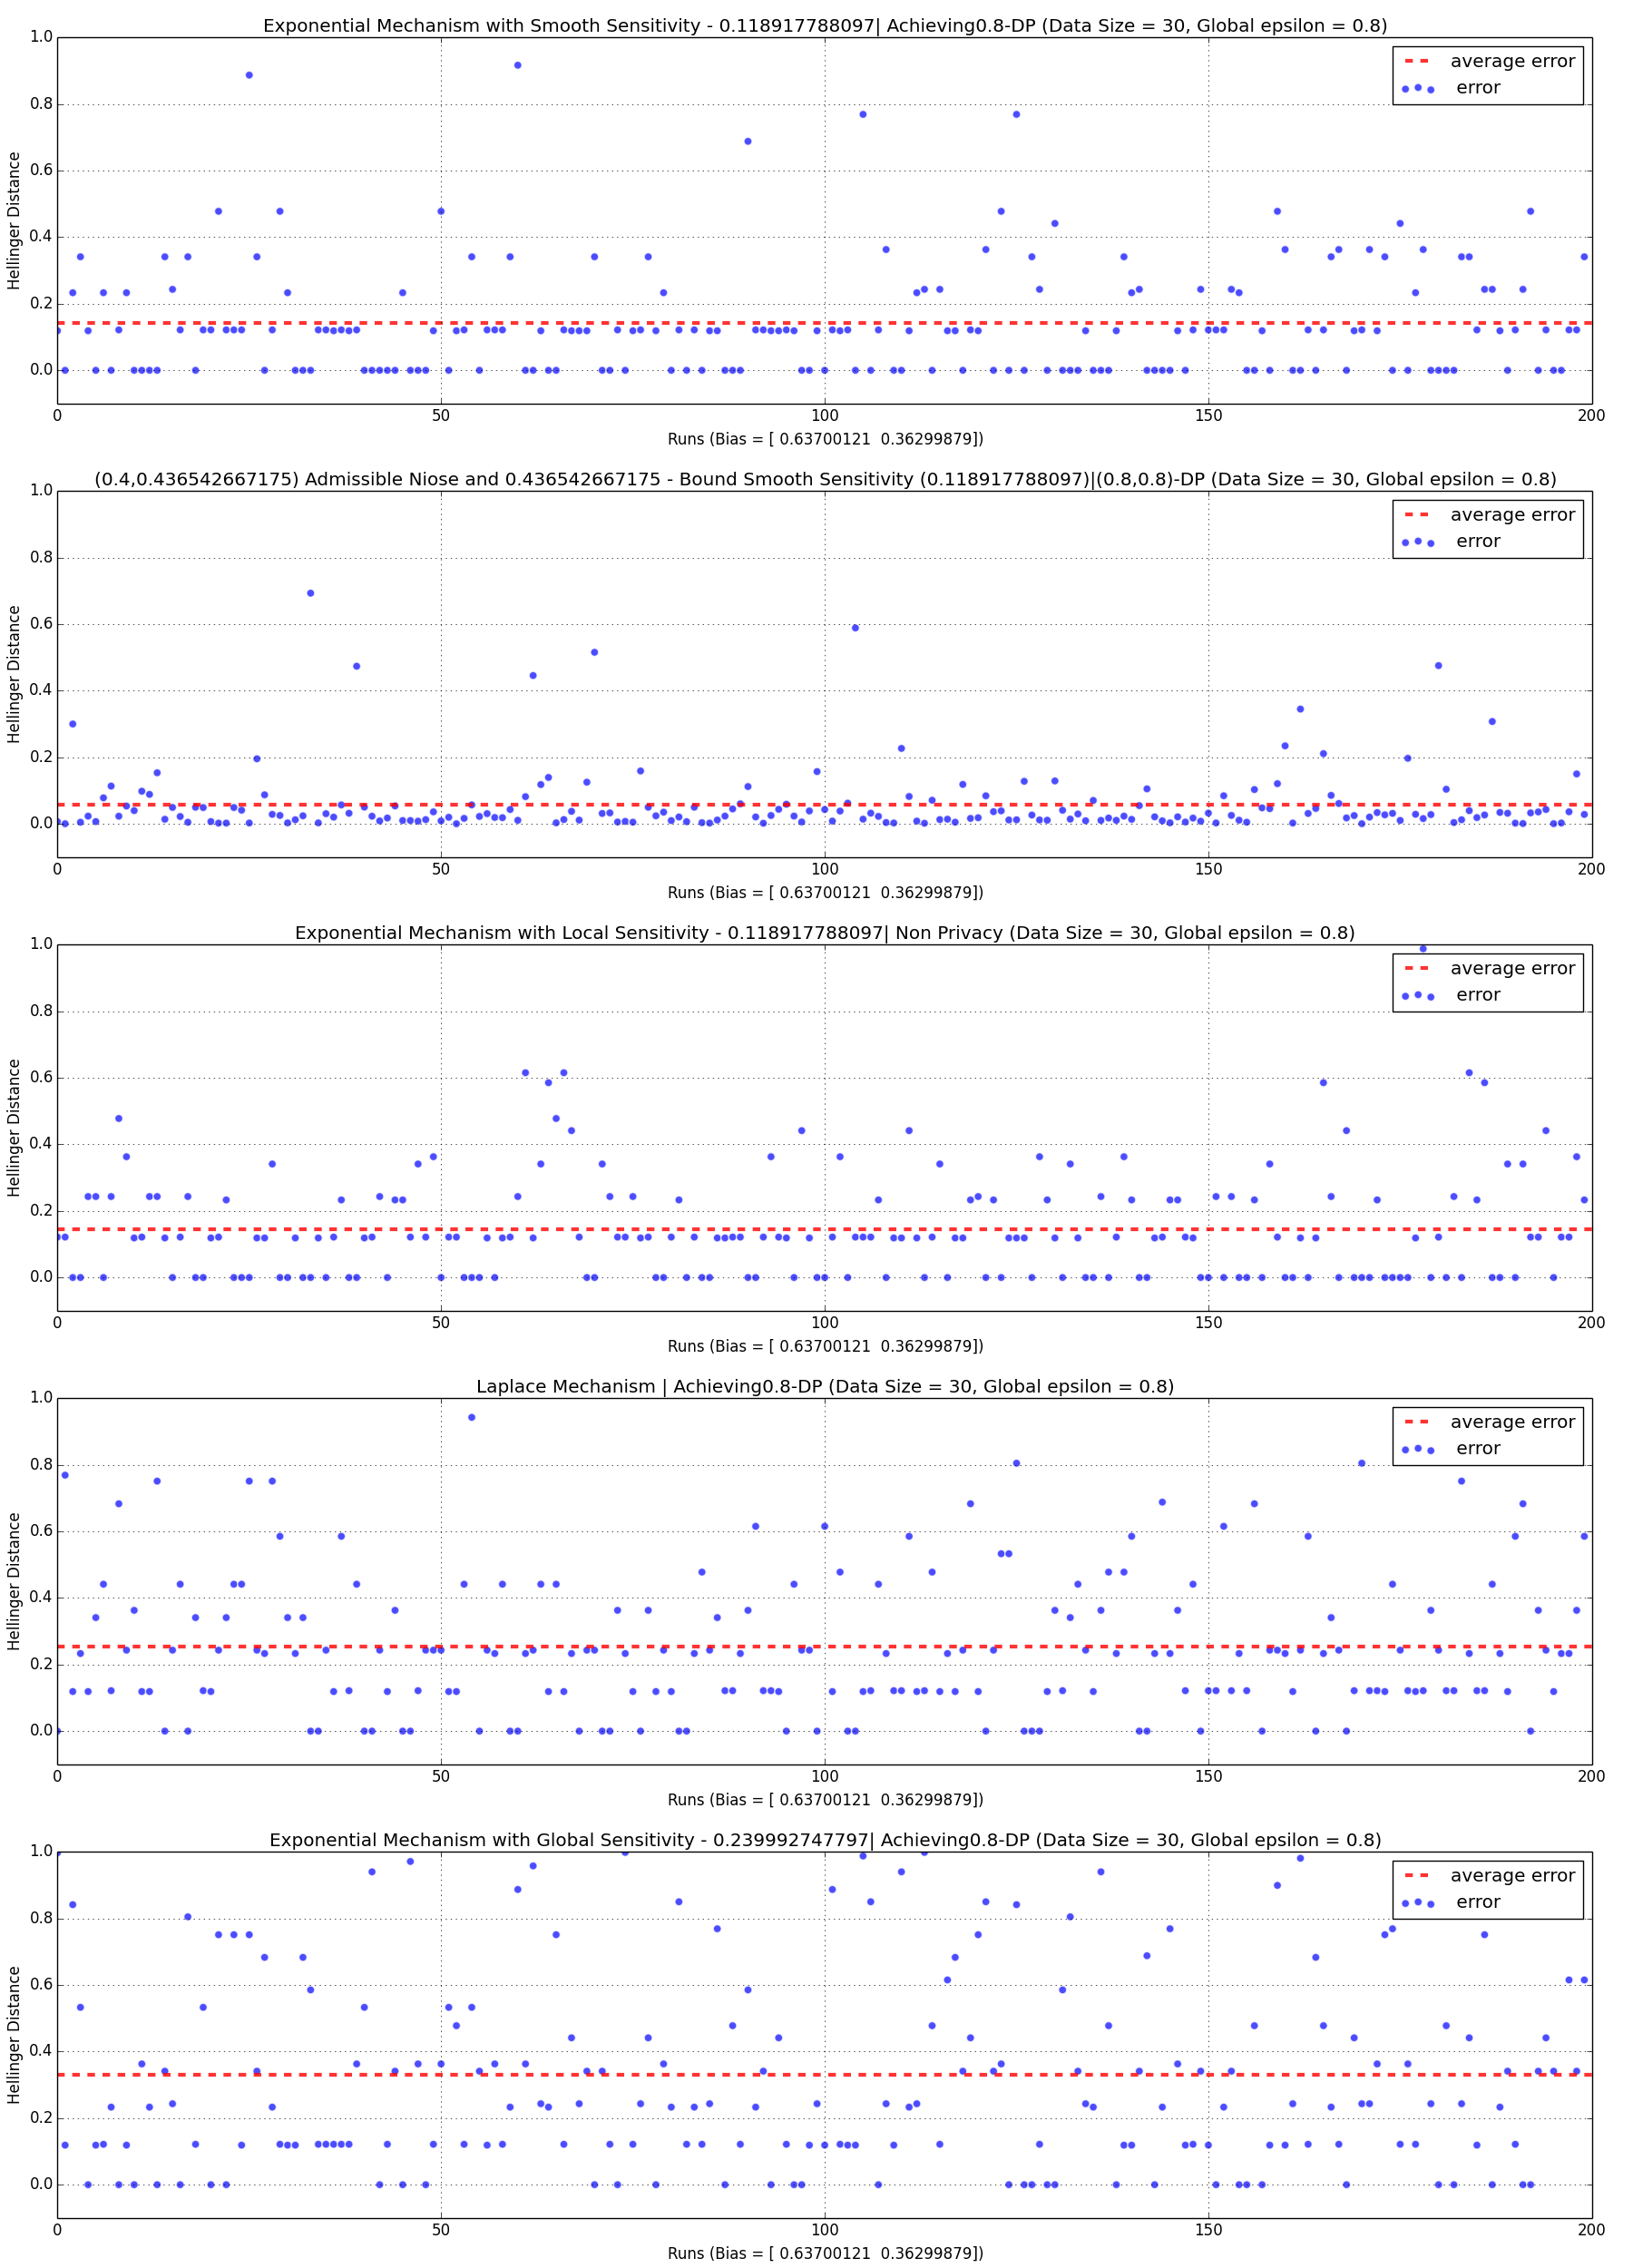 Exponential Mechanism with Smooth Sensitivity - 0.118917788097| Achieving0.8-DP (Data Size = 30, Global epsilon = 0.8)
1.0
0.8
0.6
0.4
0.2
0.0
Hellinger Distance
average error
error
0 50 100 150 200
Runs (Bias = [ 0.63700121 0.36299879])
(0.4,0.436542667175) Admissible Niose and 0.436542667175 - Bound Smooth Sensitivity (0.118917788097)|(0.8,0.8)-DP (Data Size = 30, Global epsilon = 0.8)
1.0
0.8
0.6
0.4
0.2
0.0
Hellinger Distance
average error
error
0 50 100 150 200
Runs (Bias = [ 0.63700121 0.36299879])
Exponential Mechanism with Local Sensitivity - 0.118917788097| Non Privacy (Data Size = 30, Global epsilon = 0.8)
1.0
0.8
0.6
0.4
0.2
0.0
Hellinger Distance
average error
error
0 50 100 150 200
Runs (Bias = [ 0.63700121 0.36299879])
Laplace Mechanism | Achieving0.8-DP (Data Size = 30, Global epsilon = 0.8)
1.0
0.8
0.6
0.4
0.2
0.0
Hellinger Distance
average error
error
0 50 100 150 200
Runs (Bias = [ 0.63700121 0.36299879])
Exponential Mechanism with Global Sensitivity - 0.239992747797| Achieving0.8-DP (Data Size = 30, Global epsilon = 0.8)
1.0
0.8
0.6
0.4
0.2
0.0
Hellinger Distance
average error
error
0 50 100 150 200
Runs (Bias = [ 0.63700121 0.36299879])